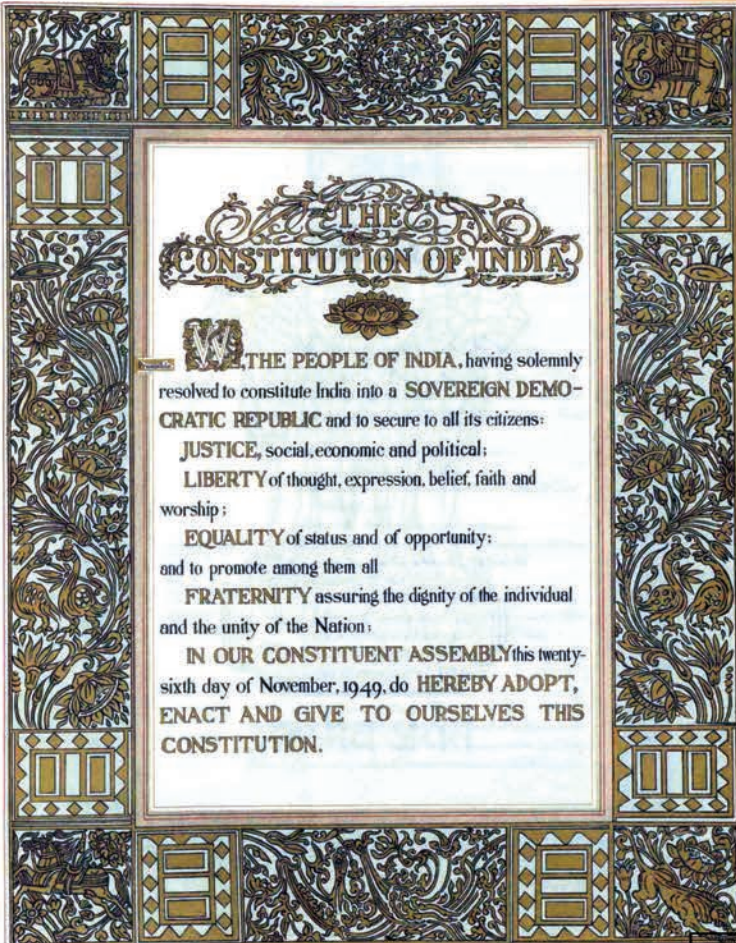 THE
CONSTITUTION OF INDIA
Preamble
WE, THE PEOPLE OF INDIA, having solemnly
resolved to constitute India into a SOVEREIGN DEMO-
CRATIC REPUBLIC and to secure to all its citizens:
JUSTICE, social, economic and political;
LIBERTY of thought, expression, belief, faith and
worship;
EQUALITY of status and of opportunity;
and to promote among them all
FRATERNITY assuring the dignity of the individual
and the unity of the Nation;
IN OUR CONSTITUENT ASSEMBLY this twenty-
sixth day of November, 1949, do HEREBY ADOPT,
ENACT AND GIVE TO OURSELVES THIS
CONSTITUTION.